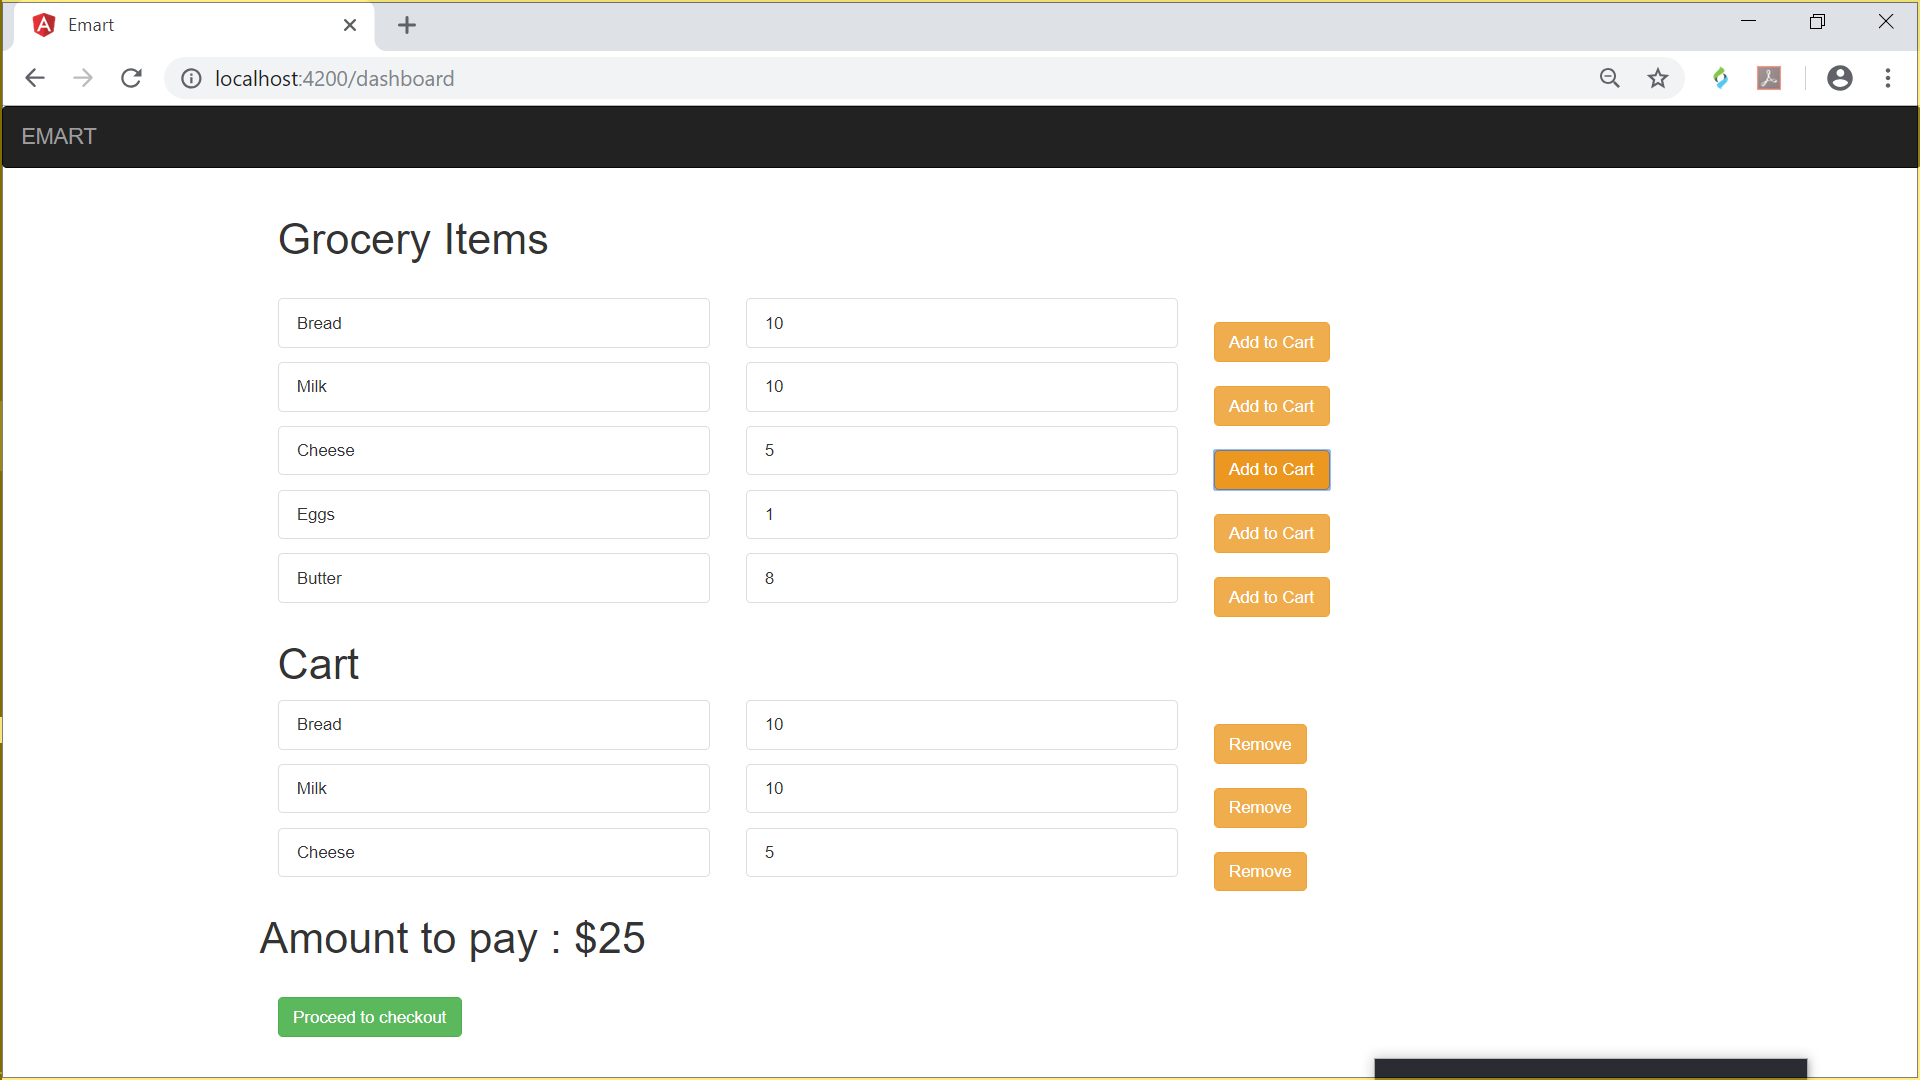 Emart
localhost:4200/dashboard
EMART
Grocery Items
Bread 10 Add to Cart
Milk 10 Add to Cart
Cheese 5 Add to Cart
Eggs 1 Add to Cart
Butter 8 Add to Cart
Cart
Bread 10 Remove
Milk 10 Remove
Cheese 5 Remove
Amount to pay : $25
Proceed to checkout